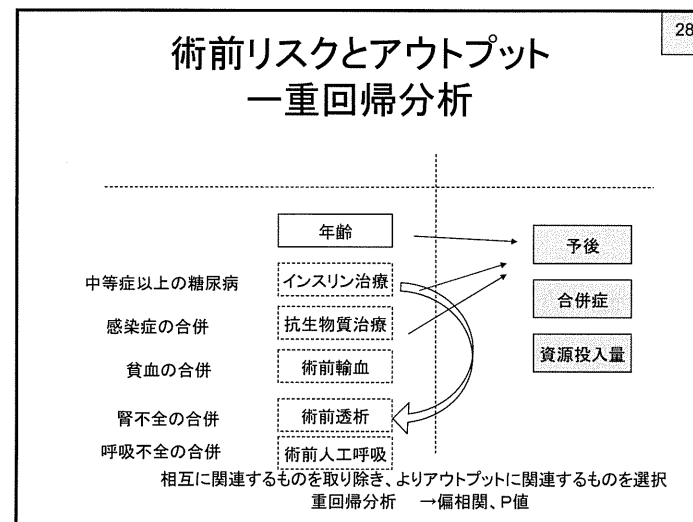 28
術前リスクとアウトプット
ー重回帰分析
年齢
予後
中等症以上の糖尿病
インスリン治療
合併症
感染症の合併
抗生物質治療
資源投入量
貧血の合併
術前輸血
腎不全の合併
術前透析
呼吸不全の合併
術前人工呼吸
相互に関連するものを取り除き、よりアウトプットに関連するものを選択
重回帰分析 →偏相関、P値